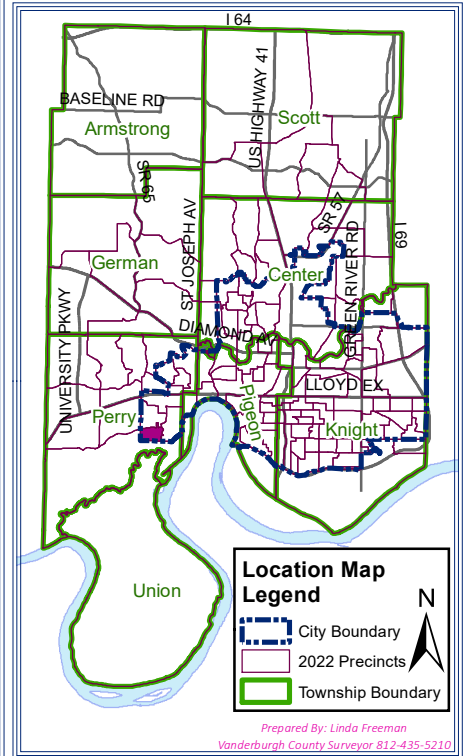 I 64
BASELINE RD
Armstrong
Scott
US HIGHWAY 41
SR 65
SR 57
I 69
German
ST JOSEPH AV
Center
GREEN RIVER RD
UNIVERSITY PKWY
DIAMOND AV
LLOYD EX
Perry
Pigeon
Knight
Union
Location Map
Legend
N
City Boundary
2022 Precincts
Township Boundary
Prepared By: Linda Freeman
Vanderburgh County Surveyor 812-435-5210